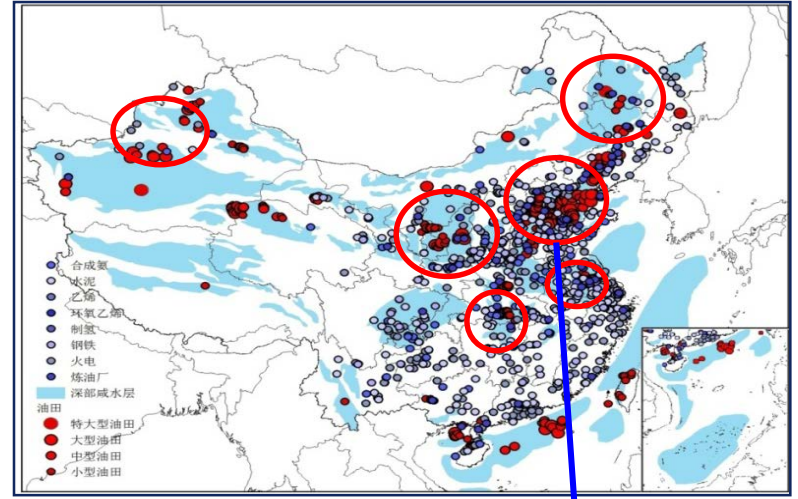 合成氨
水泥
乙烯
环氧乙烯
制氢
钢铁
火电
炼油厂
深部咸水层
油田
特大型油田
大型油田
中型油田
小型油田